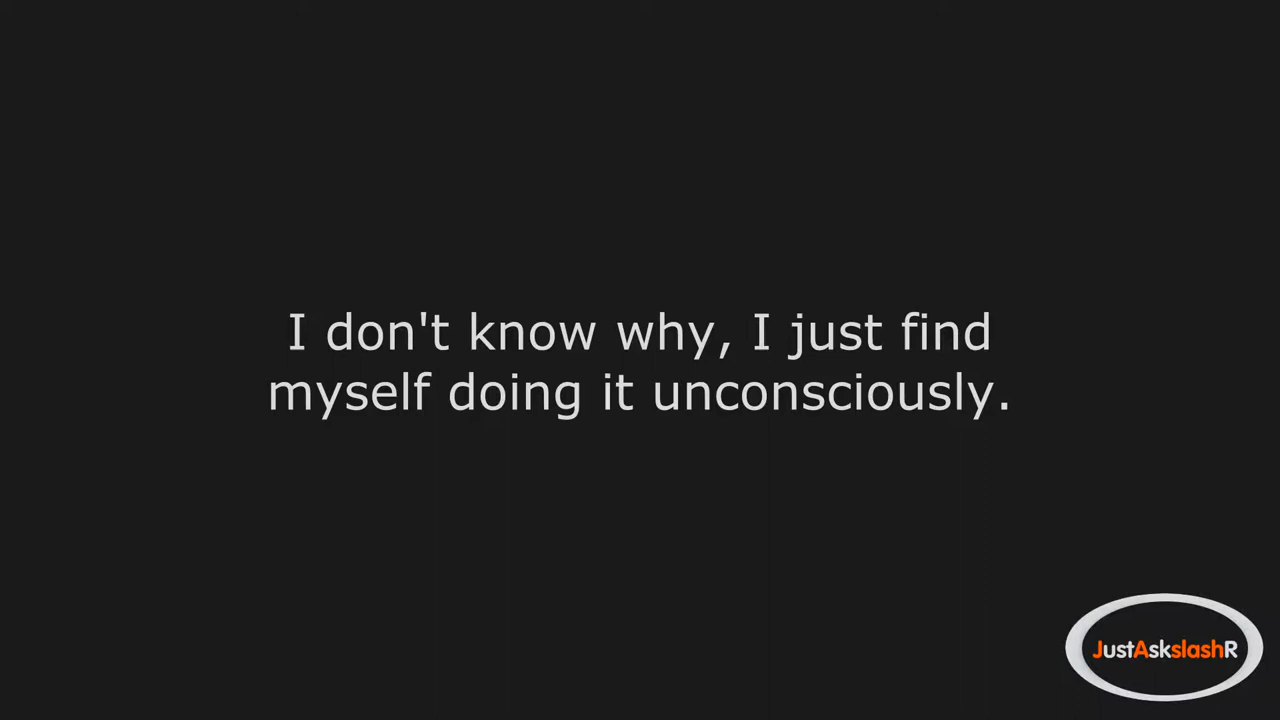 I don't know why, I just find
myself doing it unconsciously.
JustAskslashR